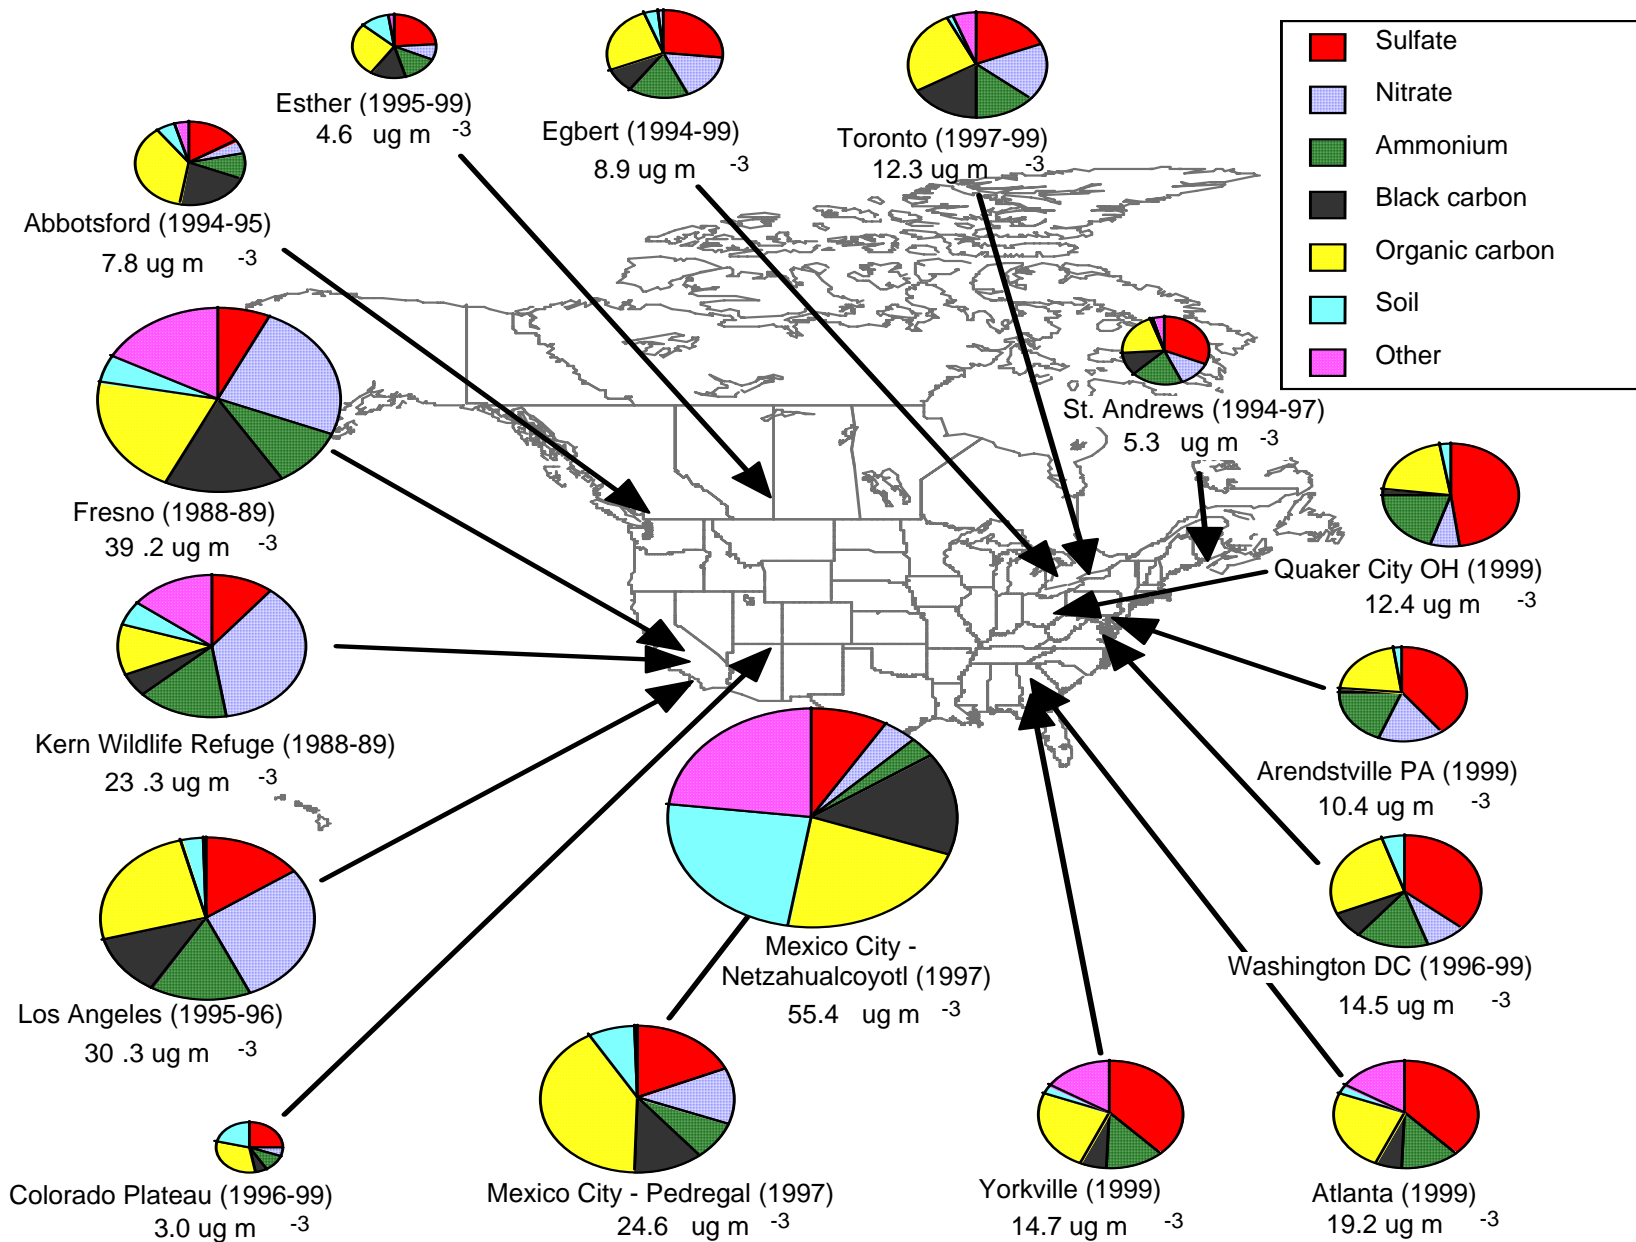 Esther (1995-99)
4.6 ug m -3
Egbert (1994-99)
8.9 ug m -3
Toronto (1997-99)
12.3 ug m -3
Sulfate
Nitrate
Ammonium
Black carbon
Organic carbon
Soil
Other
Abbotsford (1994-95)
7.8 ug m -3
St. Andrews (1994-97)
5.3 ug m -3
Fresno (1988-89)
39 .2 ug m -3
Quaker City OH (1999)
12.4 ug m -3
Kern Wildlife Refuge (1988-89)
23 .3 ug m -3
Arendstville PA (1999)
10.4 ug m -3
Mexico City -
Netzahualcoyotl (1997)
55.4 ug m -3
Washington DC (1996-99)
14.5 ug m -3
Los Angeles (1995-96)
30 .3 ug m -3
Colorado Plateau (1996-99)
3.0 ug m -3
Mexico City - Pedregal (1997)
24.6 ug m -3
Yorkville (1999)
14.7 ug m -3
Atlanta (1999)
19.2 ug m -3